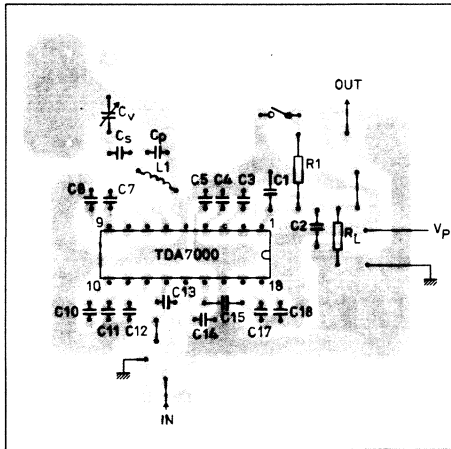 OUT
Cv
Cs Cp
L1
R1
C8 C7 C5 C4 C3 C1
C2 RL VP
9 1
TDA7000
10 18
C13
C10 C11 C12 C14 C15 C17 C18
IN